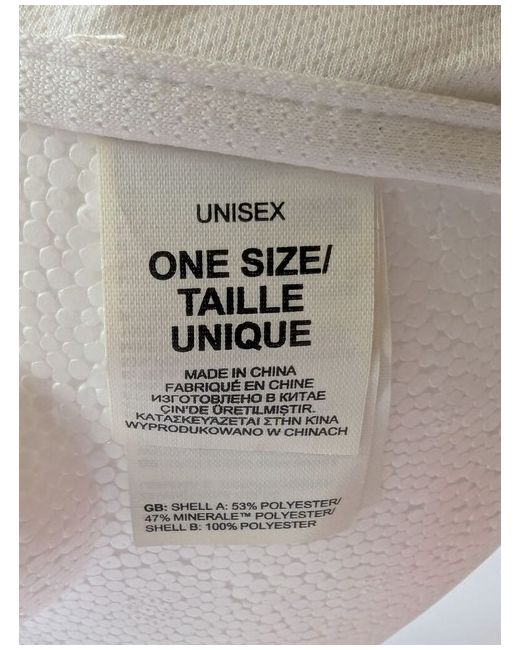 UNISEX
ONE SIZE/
TAILLE
UNIQUE
MADE IN CHINA
FABRIQUÉ EN CHINE
ИЗГОТОВЛЕНО В КИТАЕ
ÇIN'DE ÜRETILMIŞTIR.
ΚΑΤΑΣΚΕΥΑΖΕΤΑΙ ΣΤΗΝ ΚΙΝΑ
WYPRODUKOWANO W CHINACH
GB: SHELL A: 53% POLYESTER/
47% MINERALE™ POLYESTER/
SHELL B: 100% POLYESTER